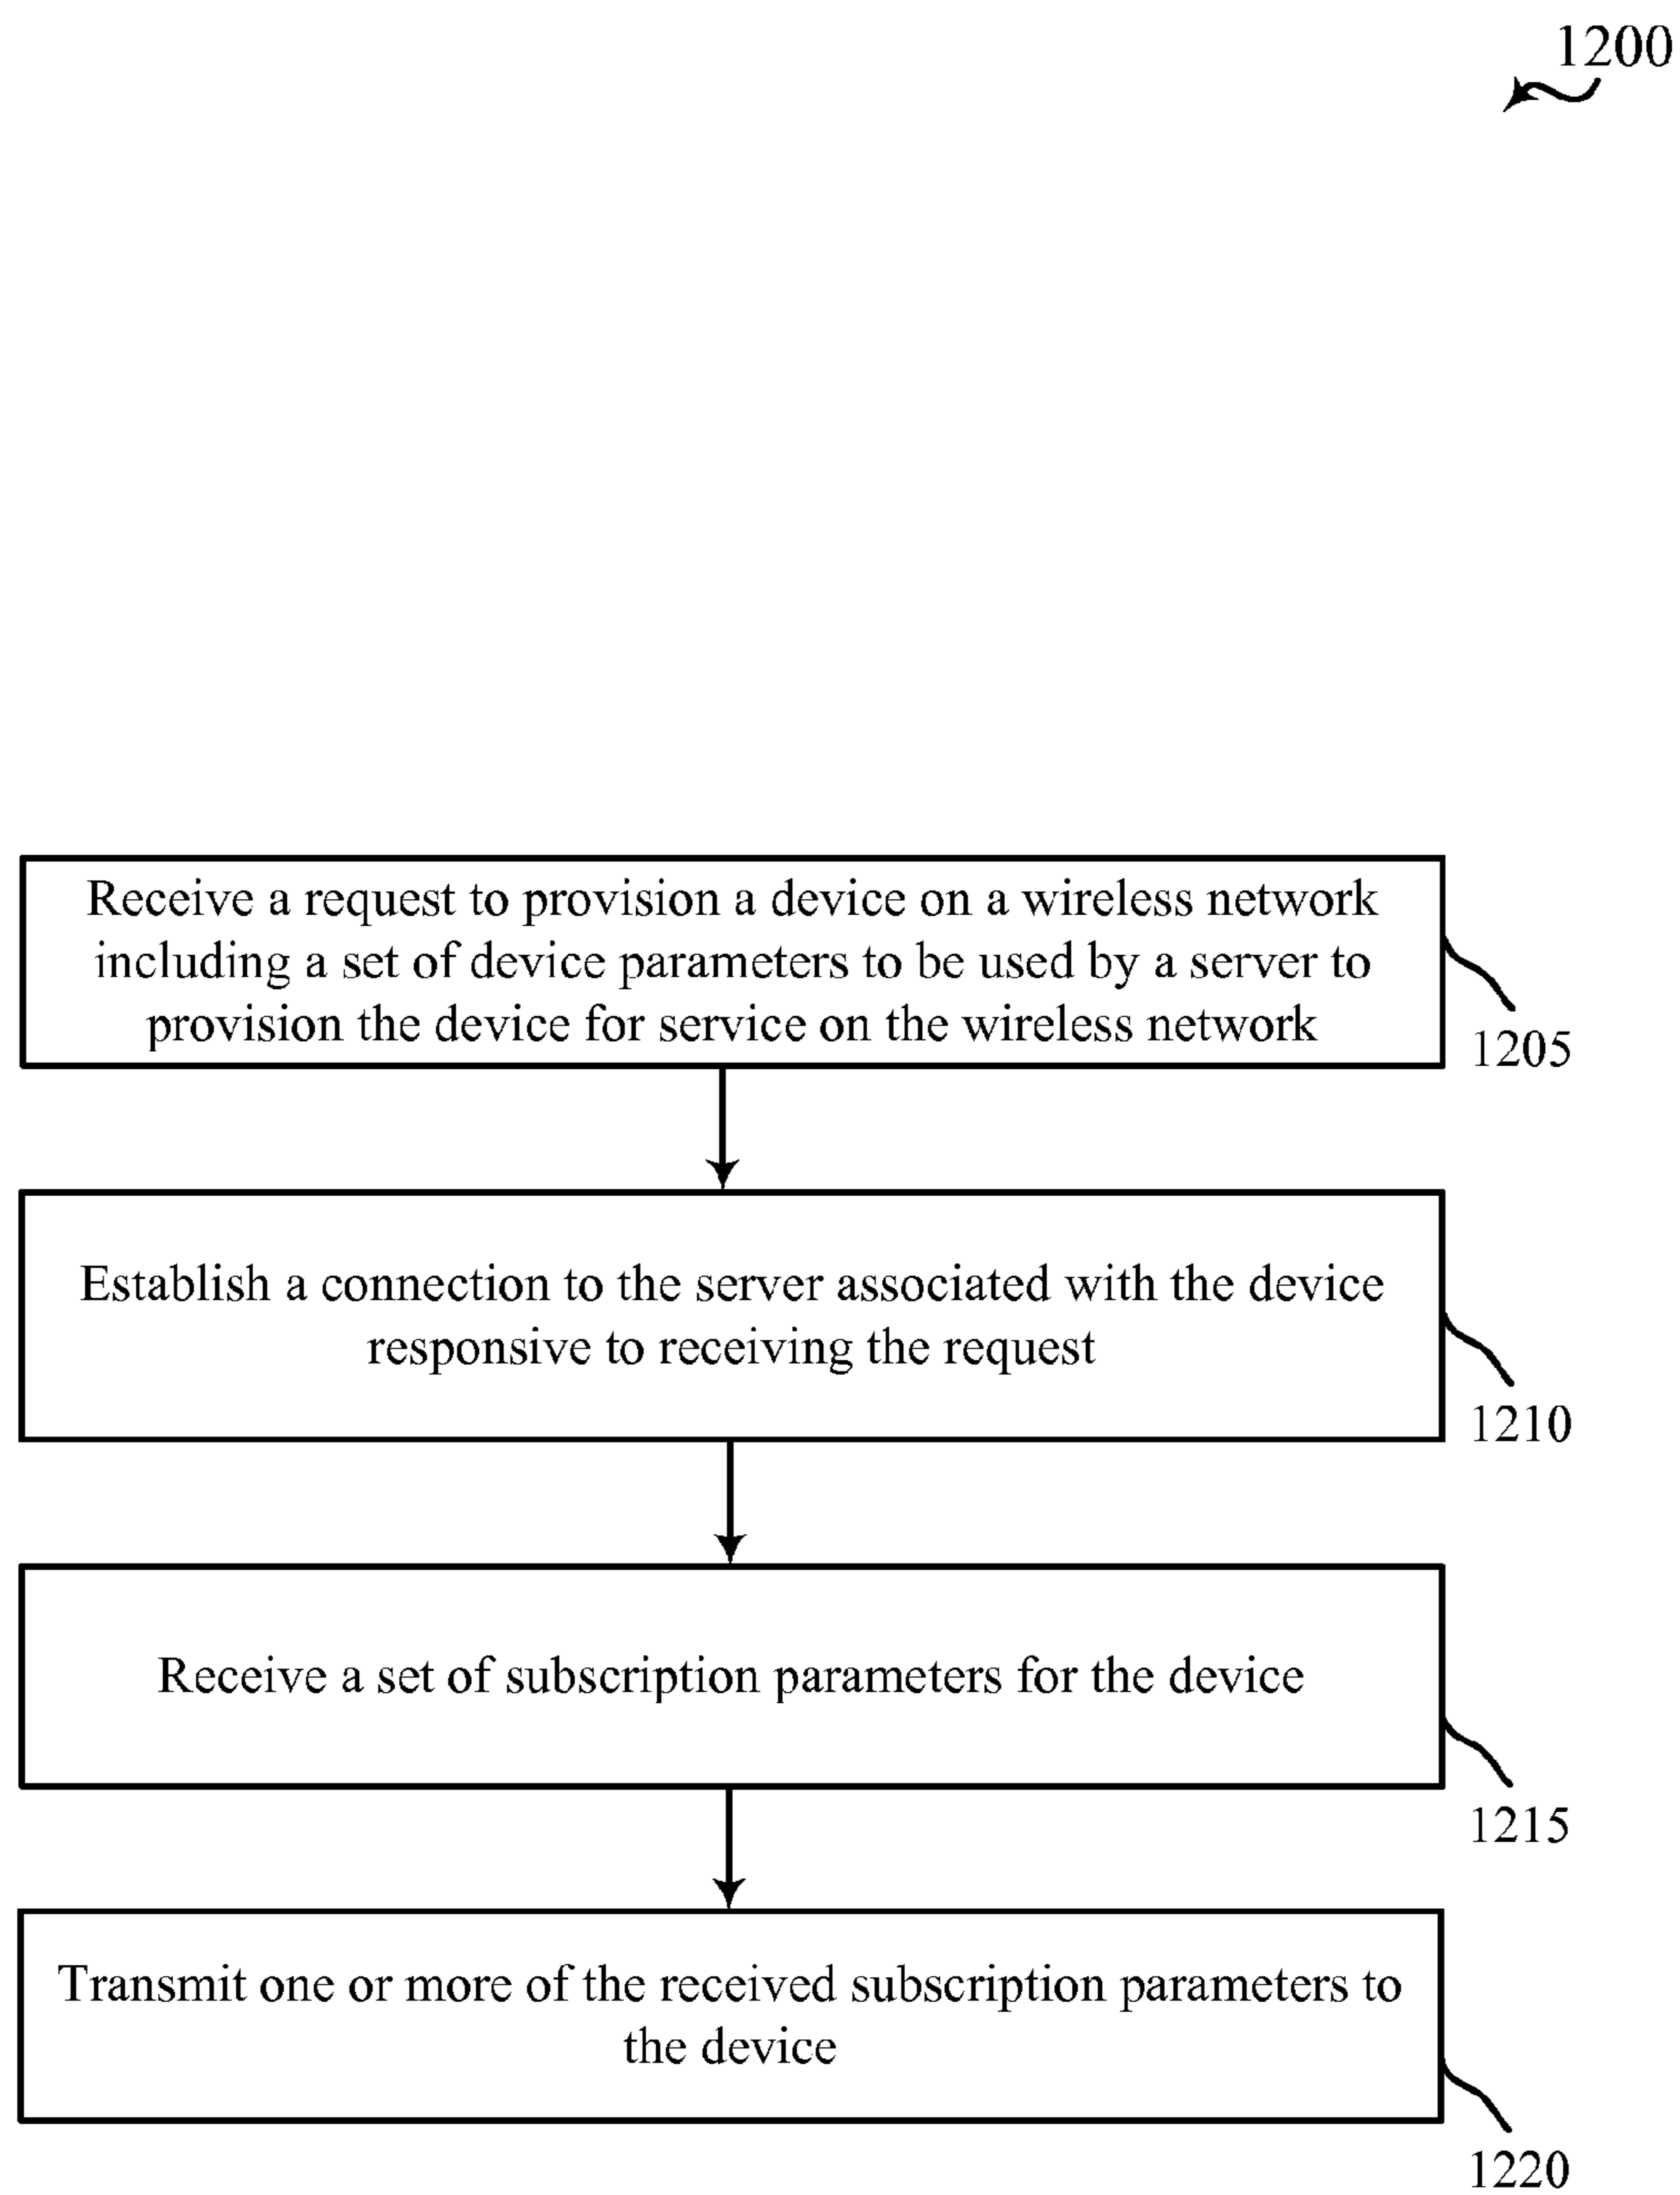 1200
Receive a request to provision a device on a wireless network
including a set of device parameters to be used by a server to
provision the device for service on the wireless network
1205
Establish a connection to the server associated with the device
responsive to receiving the request
1210
Receive a set of subscription parameters for the device
1215
Transmit one or more of the received subscription parameters to
the device
1220